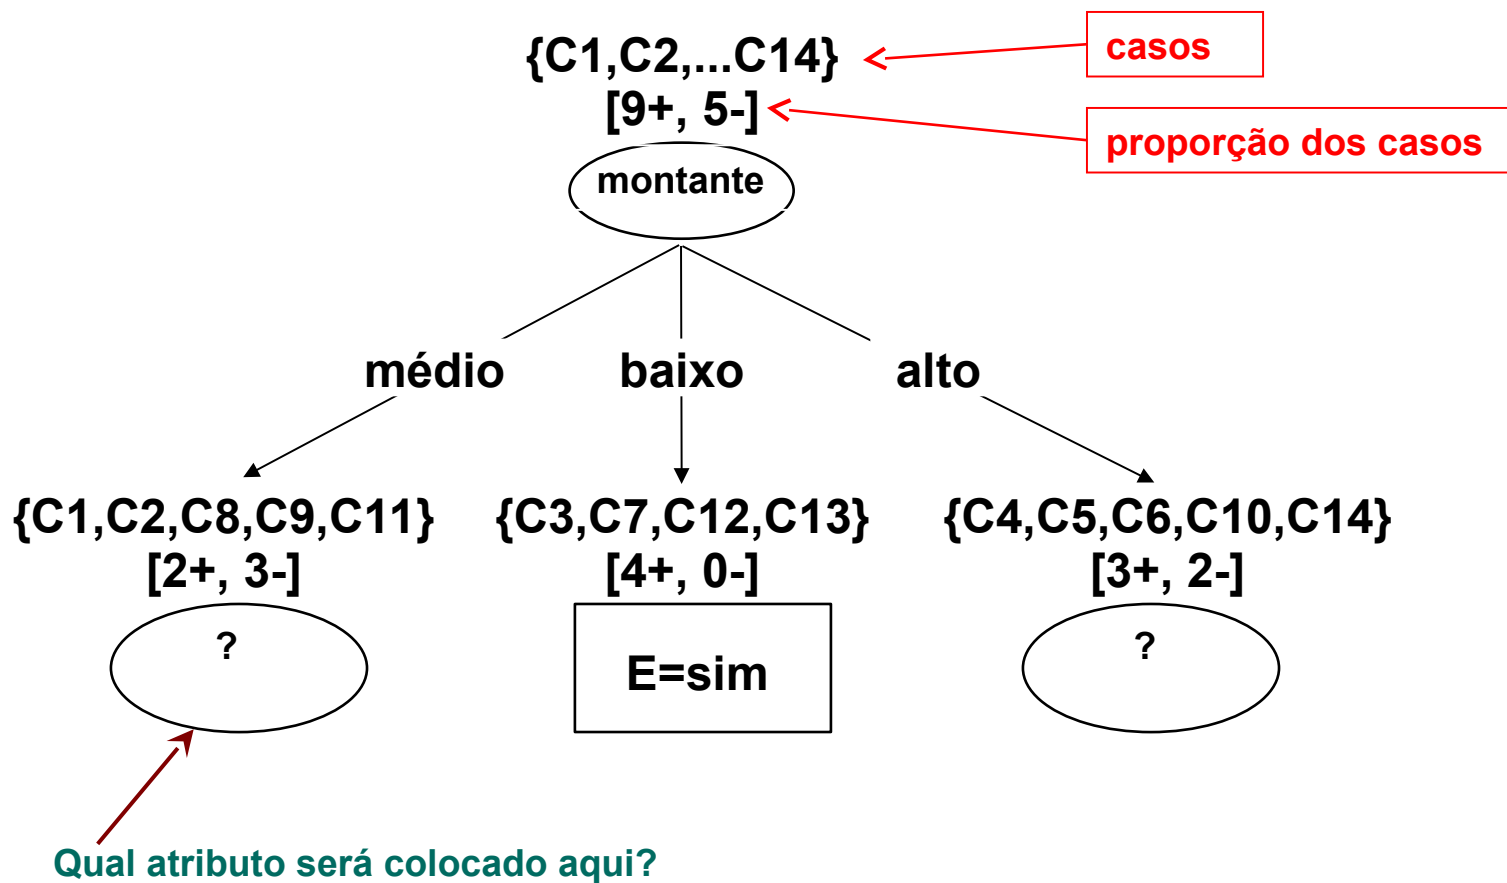 {C1,C2,...C14}
casos
[9+, 5-]
proporção dos casos
montante
médio
baixo
alto
{C1,C2,C8,C9,C11}
{C3,C7,C12,C13}
{C4,C5,C6,C10,C14}
[2+, 3-]
[4+, 0-]
[3+, 2-]
?
E=sim
?
Qual atributo será colocado aqui?